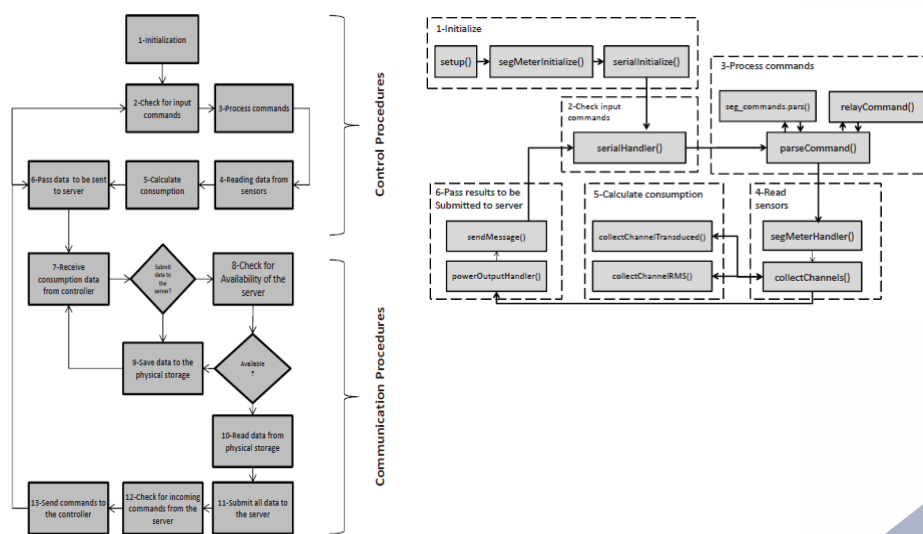 1-Initialization
2-Check for input
commands
3-Process commands
6-Pass data to be sent
to server
5-Calculate
consumption
4-Reading data from
sensors
Control Procedures
7-Receive
consumption data
from controller
Submit
data to
the
server?
8-Check for
Availability of the
server
9-Save data to the
physical storage
Available
?
10-Read data from
physical storage
13-Send commands to
the controller
12-Check for incoming
commands from the
server
11-Submit all data to
the server
Communication Procedures
1-Initialize
setup()
segMeterInitialize()
serialInitialize()
2-Check input
commands
serialHandler()
3-Process commands
seg_commands.pars()
relayCommand()
parseCommand()
6-Pass results to be
Submitted to server
sendMessage()
powerOutputHandler()
5-Calculate consumption
collectChannelTransduced()
collectChannelRMS()
4-Read
sensors
segMeterHandler()
collectChannels()